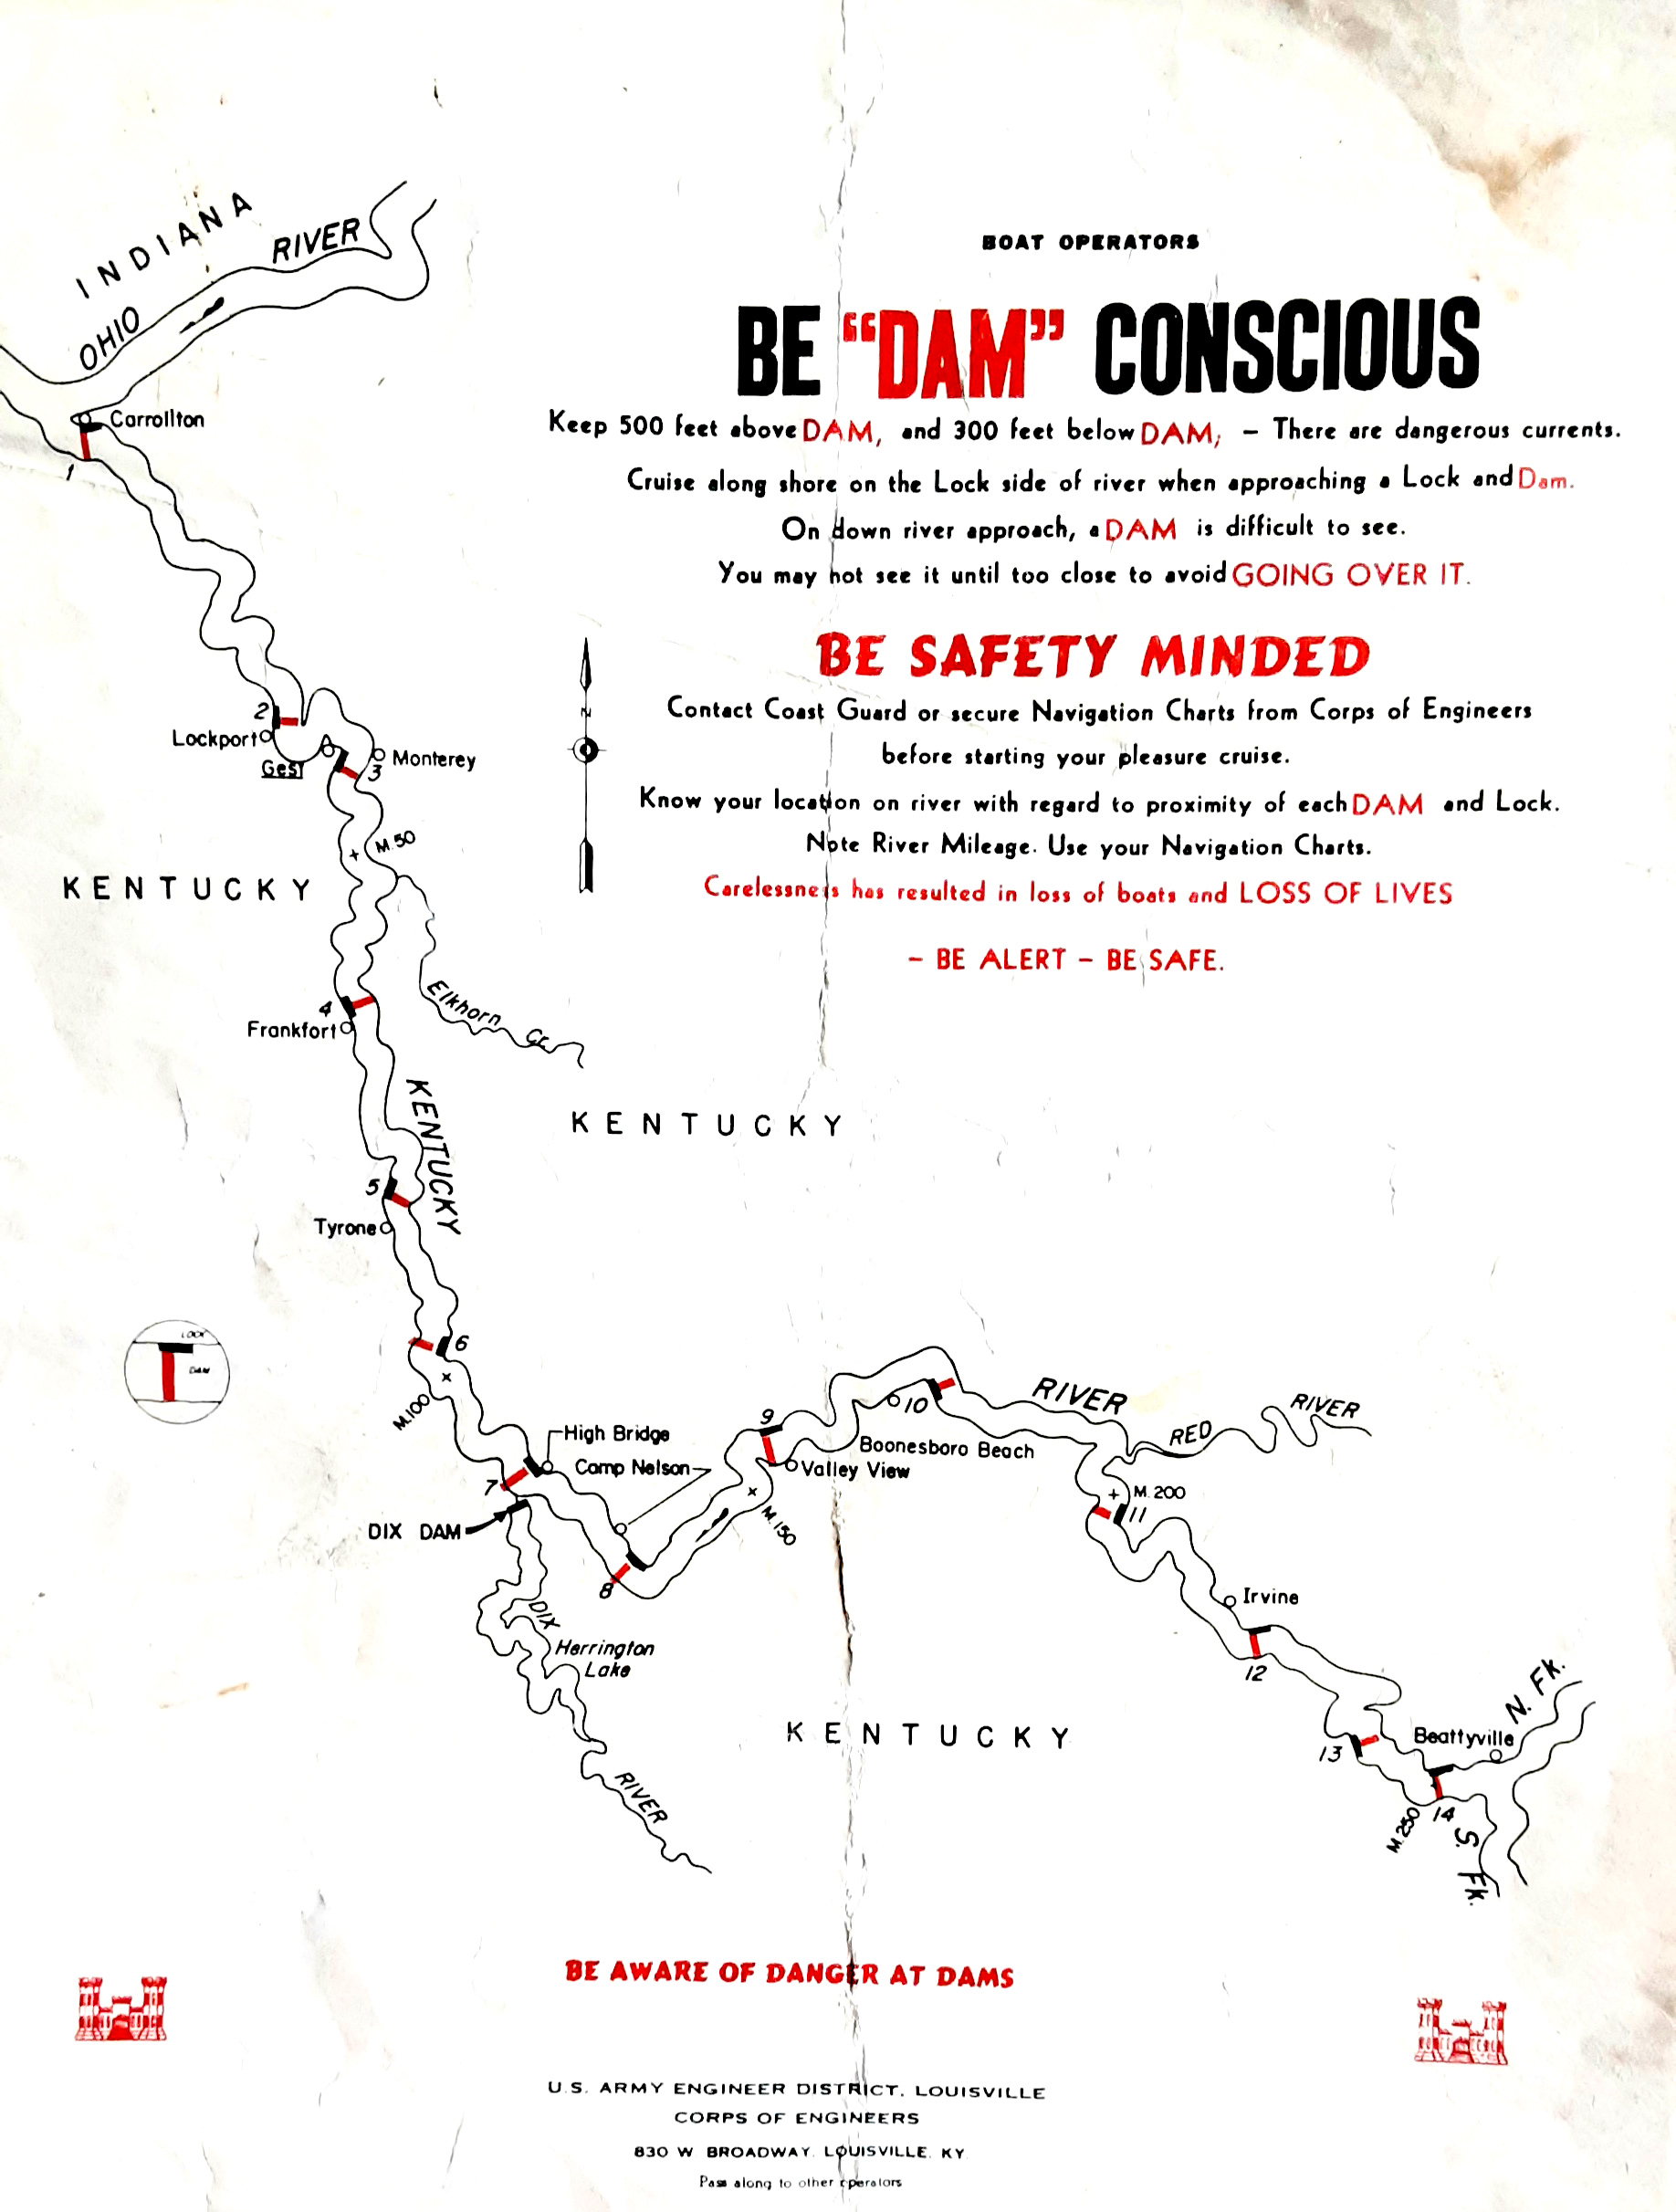 INDIANA
OHIO RIVER
BOAT OPERATORS
BE “DAM” CONSCIOUS
Keep 500 feet above DAM, and 300 feet below DAM; – There are dangerous currents.
Cruise along shore on the Lock side of river when approaching a Lock and Dam.
On down river approach, a DAM is difficult to see.
You may not see it until too close to avoid GOING OVER IT.
BE SAFETY MINDED
Contact Coast Guard or secure Navigation Charts from Corps of Engineers
before starting your pleasure cruise.
Know your location on river with regard to proximity of each DAM and Lock.
Note River Mileage. Use your Navigation Charts.
Carelessness has resulted in loss of boats and LOSS OF LIVES
– BE ALERT – BE SAFE.
Carrollton
1
2
Lockport
Gest
3
Monterey
N
M.50
KENTUCKY
Elkhorn Cr.
4
Frankfort
KENTUCKY
KENTUCKY
5
Tyrone
LOCK
DAM
6
M.100
High Bridge
Camp Nelson
7
DIX DAM
8
9
Valley View
M.150
10
Boonesboro Beach
RIVER
RED RIVER
M.200
11
Irvine
12
DIX
Herrington
Lake
RIVER
KENTUCKY
13
Beattyville
N. Fk.
14
M.250
S. Fk.
BE AWARE OF DANGER AT DAMS
U.S. ARMY ENGINEER DISTRICT, LOUISVILLE
CORPS OF ENGINEERS
830 W BROADWAY, LOUISVILLE, KY.
Pass along to other operators